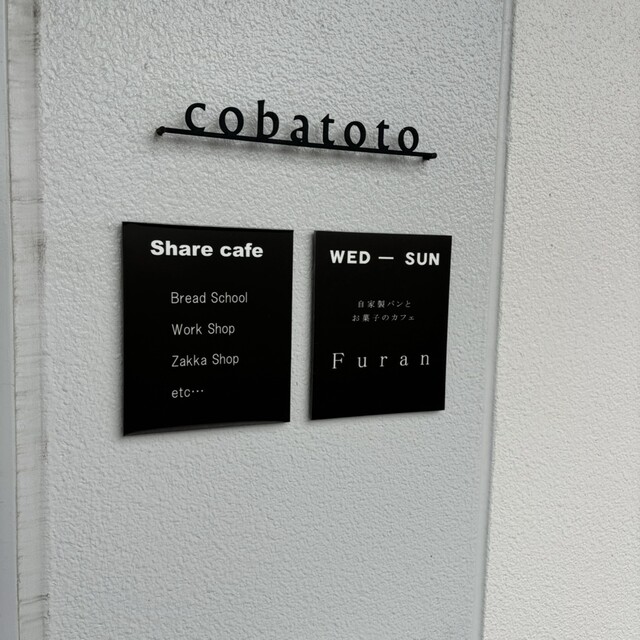 cobatoto
Share cafe
Bread School
Work Shop
Zakka Shop
etc…
WED — SUN
自家製パンと
お菓子のカフェ
Furan